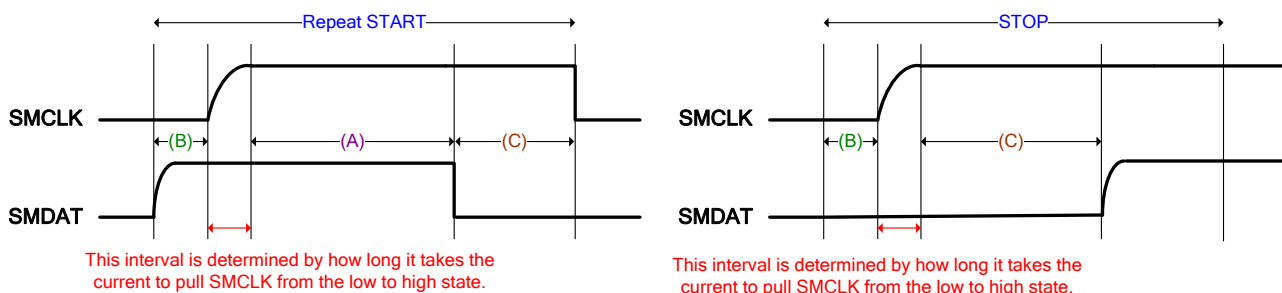 Repeat START
SMCLK
(B)
(A)
(C)
SMDAT
This interval is determined by how long it takes the
current to pull SMCLK from the low to high state.
STOP
SMCLK
(B)
(C)
SMDAT
This interval is determined by how long it takes the
current to pull SMCLK from the low to high state.